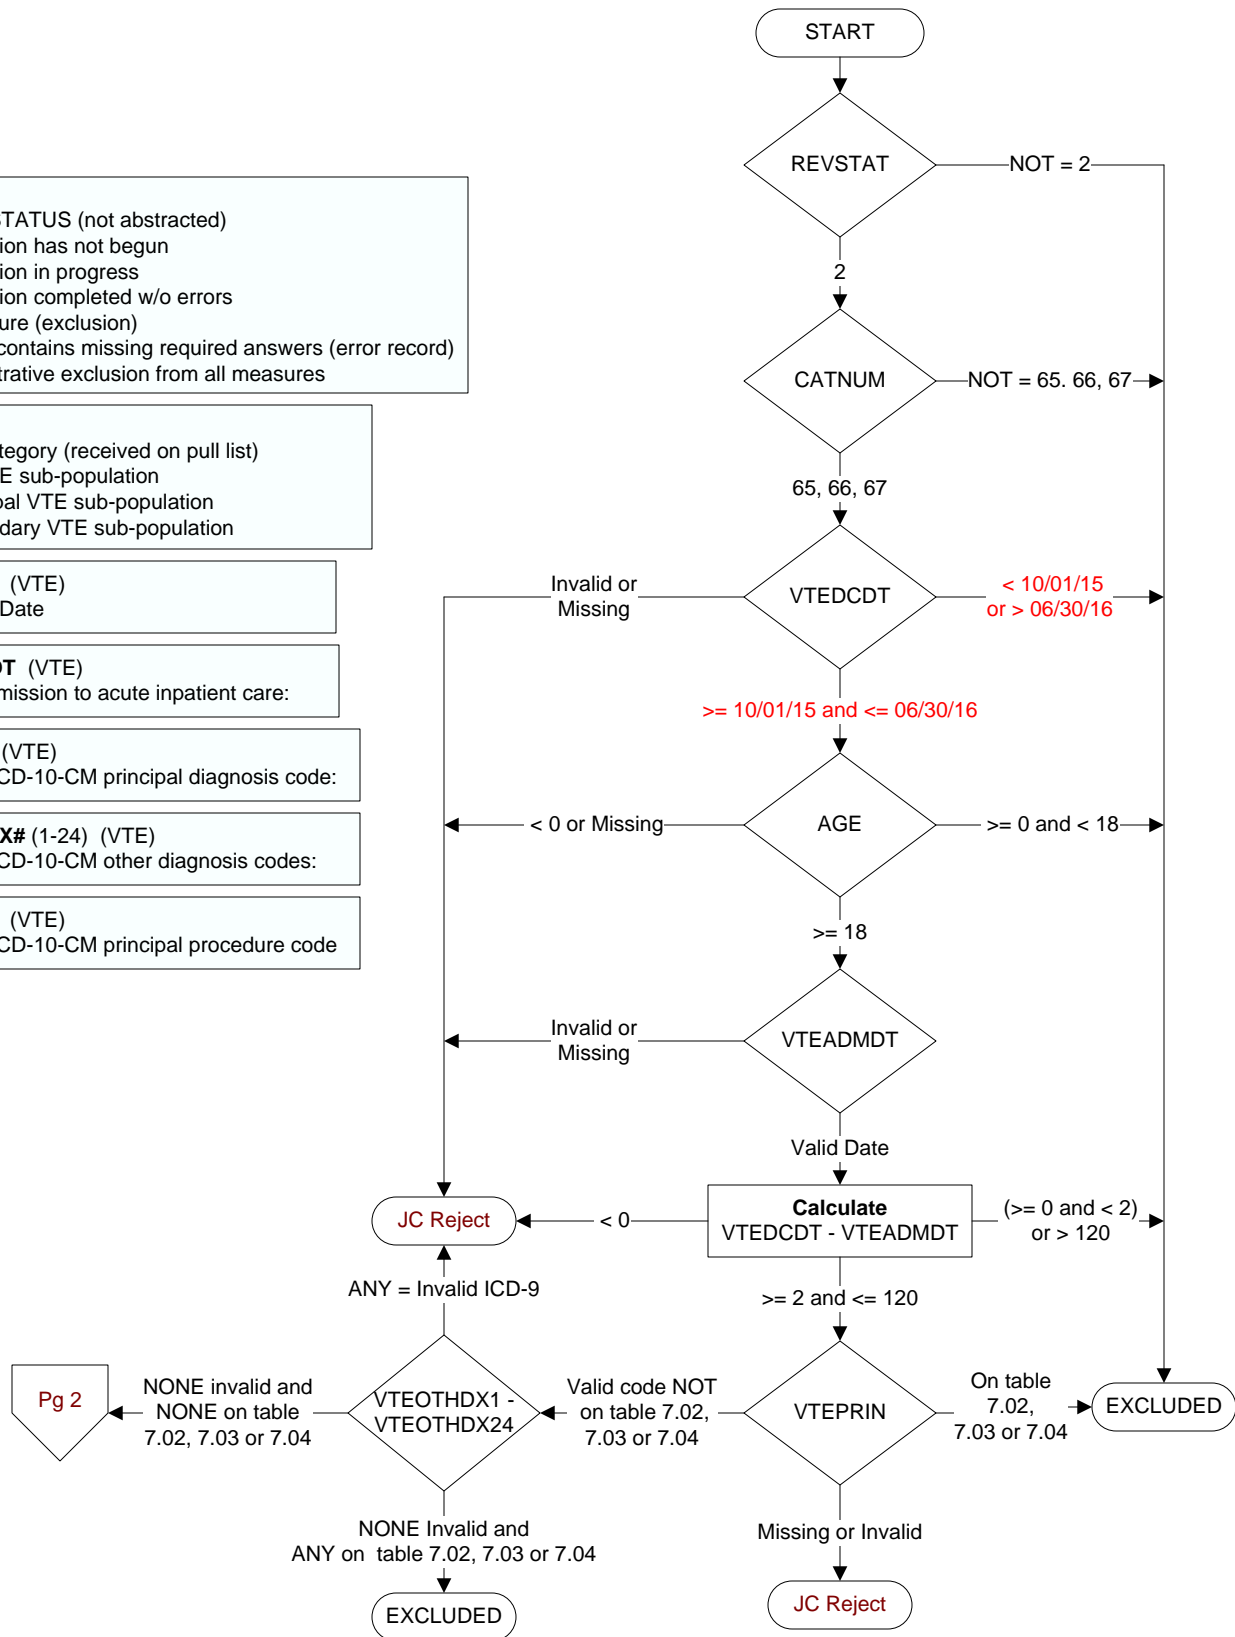 START
REVSTAT
NOT = 2
2
CATNUM
NOT = 65. 66, 67
65, 66, 67
VTEDCDT
Invalid or
Missing
< 10/01/15
or > 06/30/16
>= 10/01/15 and <= 06/30/16
AGE
< 0 or Missing
>= 0 and < 18
>= 18
VTEADMDT
Invalid or
Missing
Valid Date
Calculate
VTEDCDT - VTEADMDT
< 0
JC Reject
(>= 0 and < 2)
or > 120
>= 2 and <= 120
ANY = Invalid ICD-9
VTEPRIN
On table
7.02,
7.03 or 7.04
EXCLUDED
Valid code NOT
on table 7.02,
7.03 or 7.04
VTEOTHDX1 -
VTEOTHDX24
NONE invalid and
NONE on table
7.02, 7.03 or 7.04
Pg 2
NONE Invalid and
ANY on table 7.02, 7.03 or 7.04
EXCLUDED
Missing or Invalid
JC Reject
STATUS (not abstracted)
ion has not begun
ion in progress
ion completed w/o errors
ure (exclusion)
contains missing required answers (error record)
trative exclusion from all measures
tegory (received on pull list)
E sub-population
pal VTE sub-population
dary VTE sub-population
(VTE)
Date
DT (VTE)
mission to acute inpatient care:
(VTE)
CD-10-CM principal diagnosis code:
X# (1-24) (VTE)
CD-10-CM other diagnosis codes:
(VTE)
CD-10-CM principal procedure code